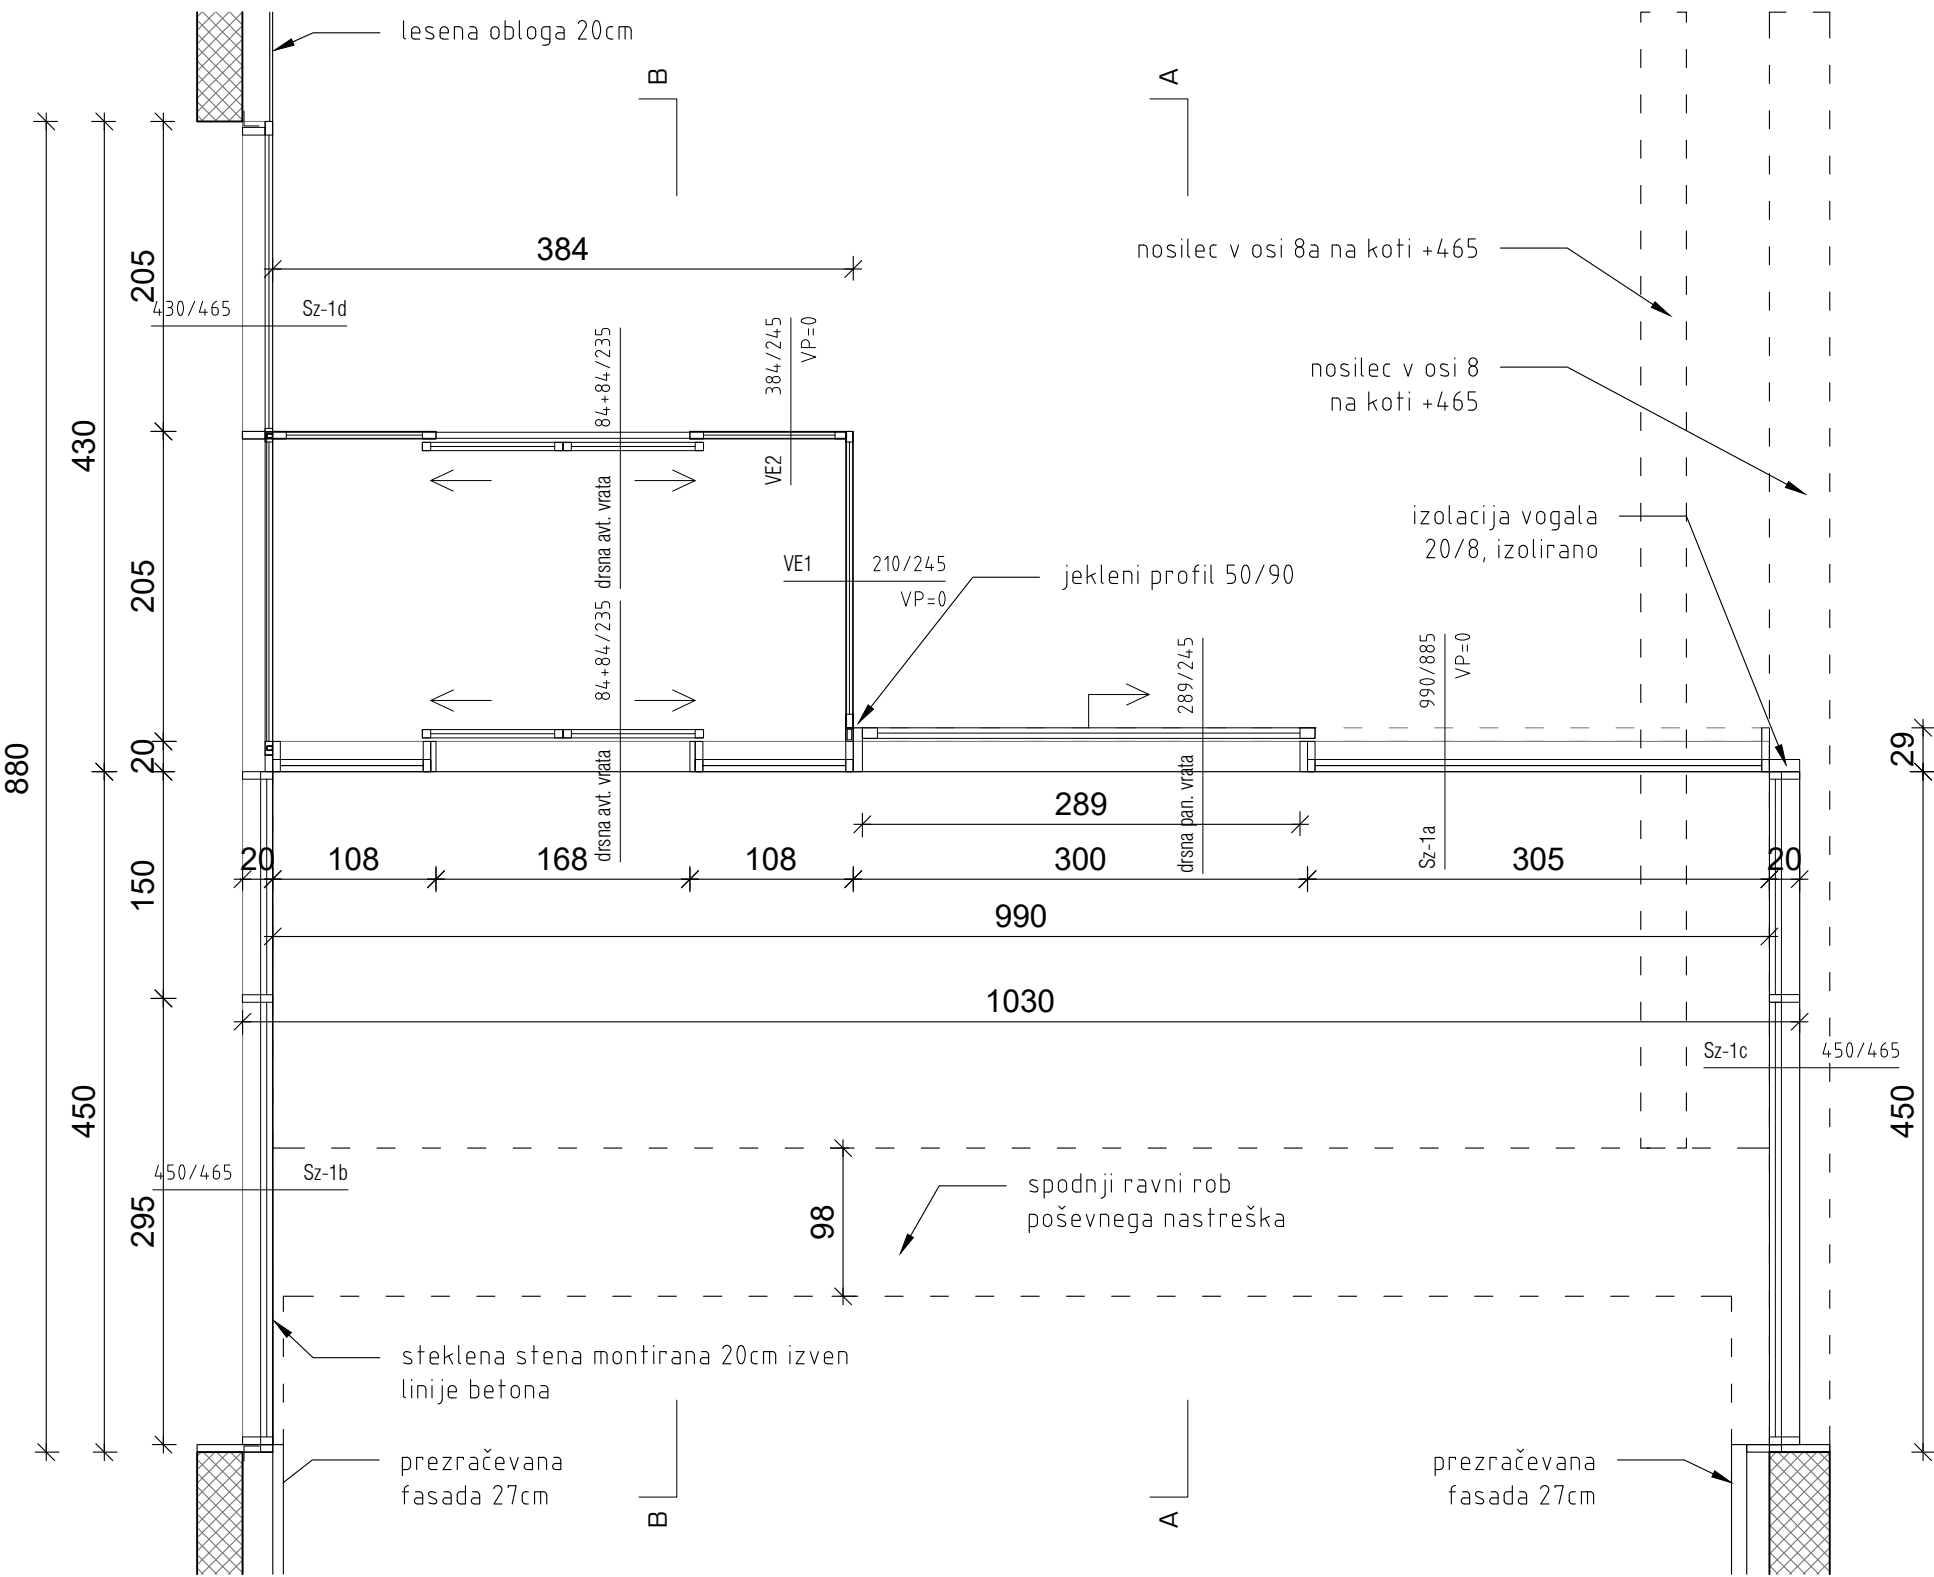 lesena obloga 20cm
B
A
384
nosilec v osi 8a na koti +465
205
430/465
Sz-1d
84+84/235
drsna avt. vrata
384/245
VP=0
VE2
nosilec v osi 8
na koti +465
430
880
izolacija vogala
20/8, izolirano
205
VE1
210/245
VP=0
jekleni profil 50/90
84+84/235
drsna avt. vrata
289/245
drsna pan. vrata
990/885
VP=0
Sz-1a
20
29
289
150
20
108
168
108
300
305
20
990
1030
Sz-1c
450/465
450
450
450/465
Sz-1b
295
98
spodnji ravni rob
poševnega nastreška
steklena stena montirana 20cm izven
linije betona
prezračevana
fasada 27cm
prezračevana
fasada 27cm
B
A